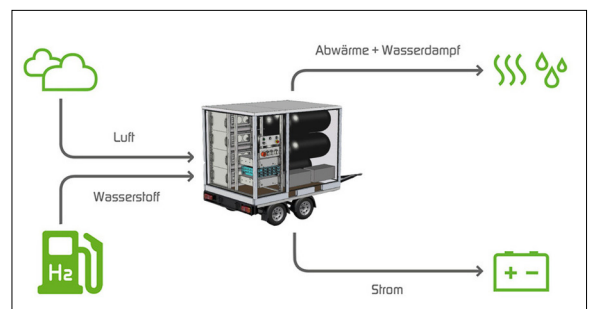 Abwärme + Wasserdampf
Luft
Wasserstoff
H2
Strom
+ -